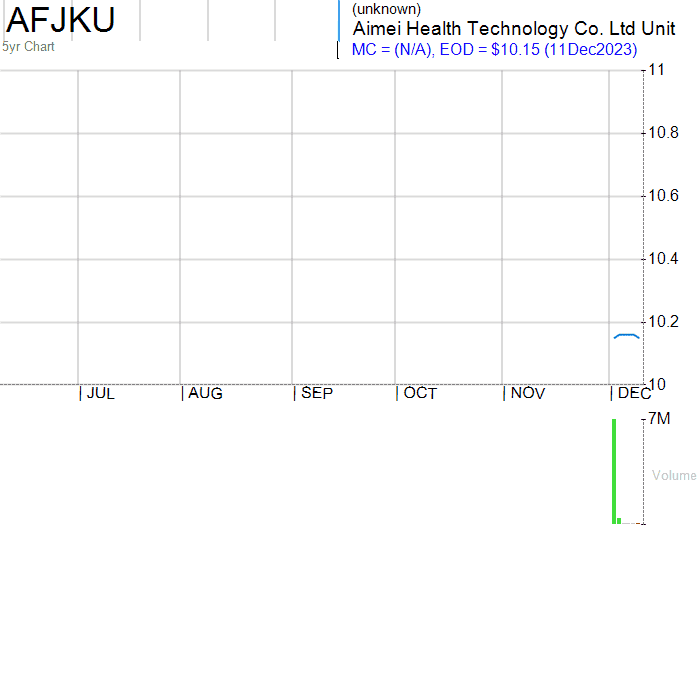 AFJKU
5yr Chart
(unknown)
Aimei Health Technology Co. Ltd Unit
MC = (N/A), EOD = $10.15 (11Dec2023)
11
10.8
10.6
10.4
10.2
10
JUL
AUG
SEP
OCT
NOV
DEC
7M
Volume